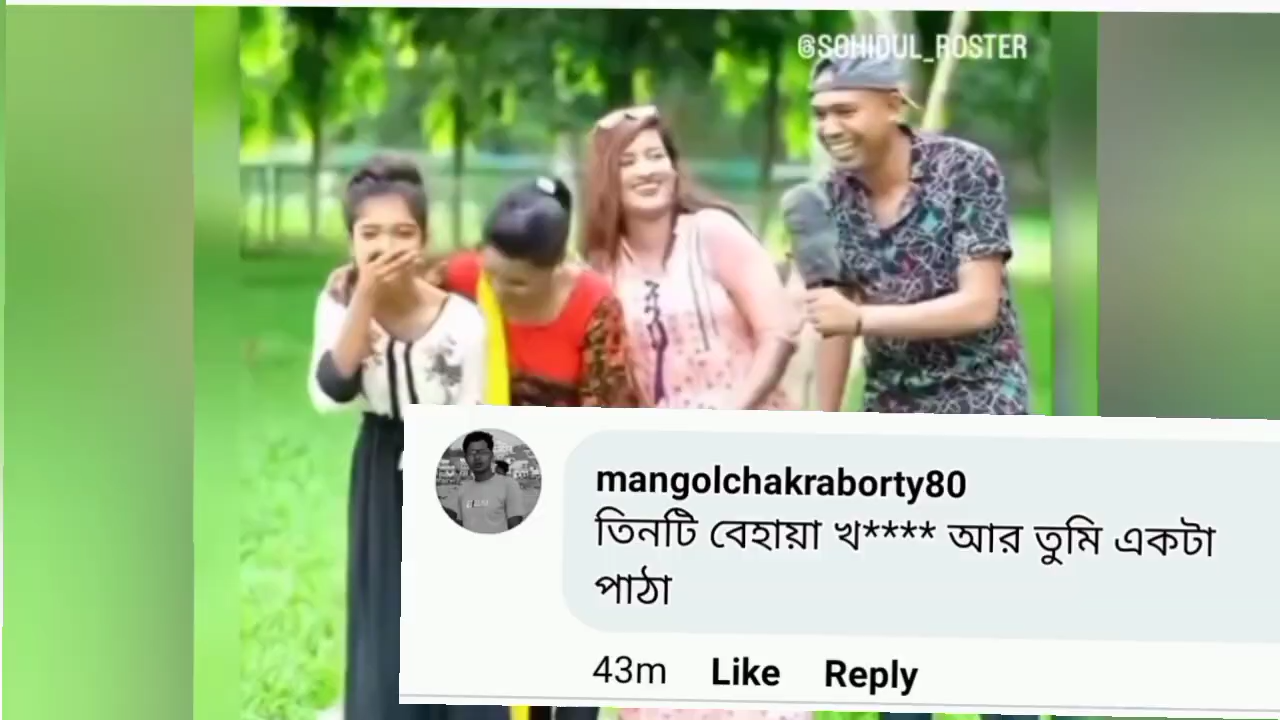 @SOHIDUL_ROSTER
mangolchakraborty80
তিনটি বেহায়া খ**** আর তুমি একটা
পাঠা
43m Like Reply